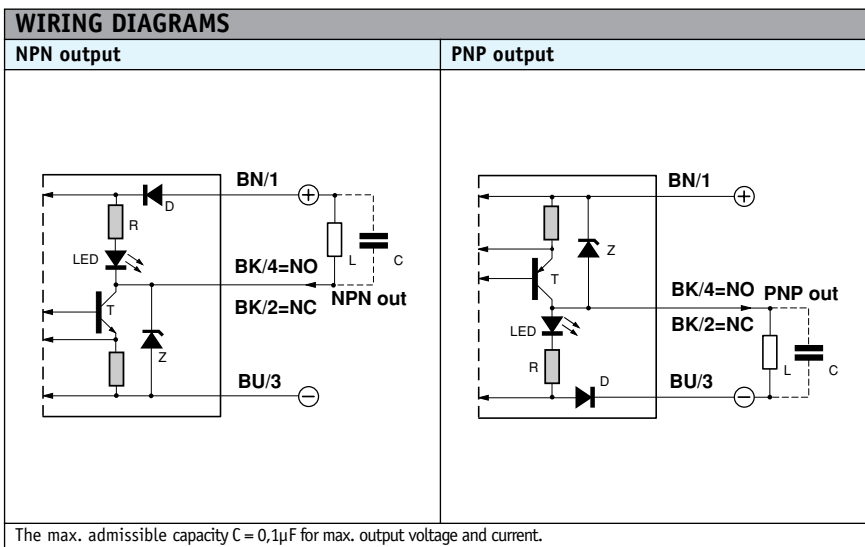 WIRING DIAGRAMS
NPN output
PNP output
BN/1
D
R
LED
BK/4=NO
L
C
NPN out
BK/2=NC
T
Z
BU/3
BN/1
Z
T
BK/4=NO
PNP out
LED
BK/2=NC
R
D
BU/3
L
C
The max. admissible capacity C = 0,1µF for max. output voltage and current.